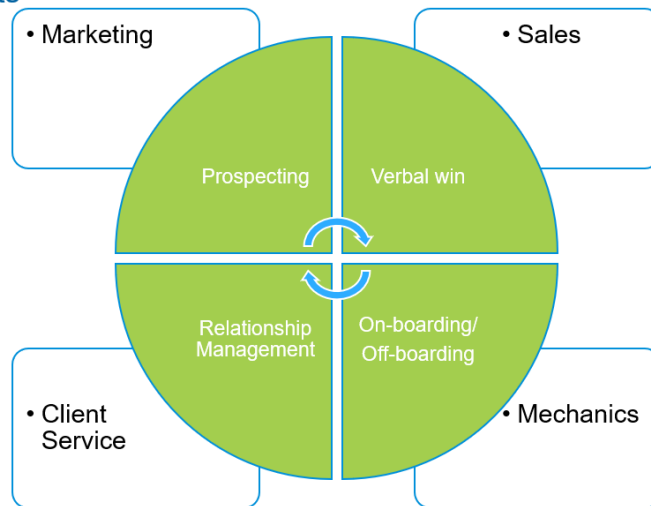 • Marketing
• Sales
Prospecting
Verbal win
Relationship
Management
On-boarding/
Off-boarding
• Client
Service
• Mechanics